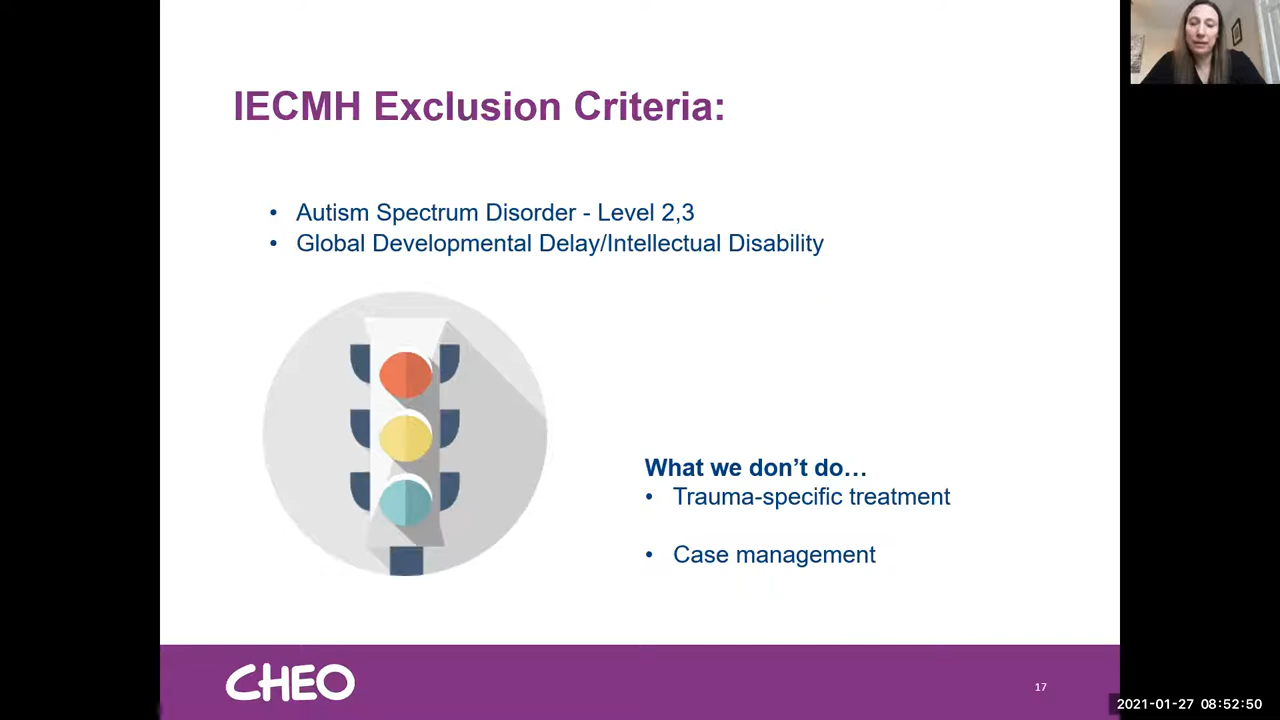 IECMH Exclusion Criteria:
• Autism Spectrum Disorder - Level 2,3
• Global Developmental Delay/Intellectual Disability
What we don’t do…
• Trauma-specific treatment
• Case management
CHEO
17
2021-01-27 08:52:50